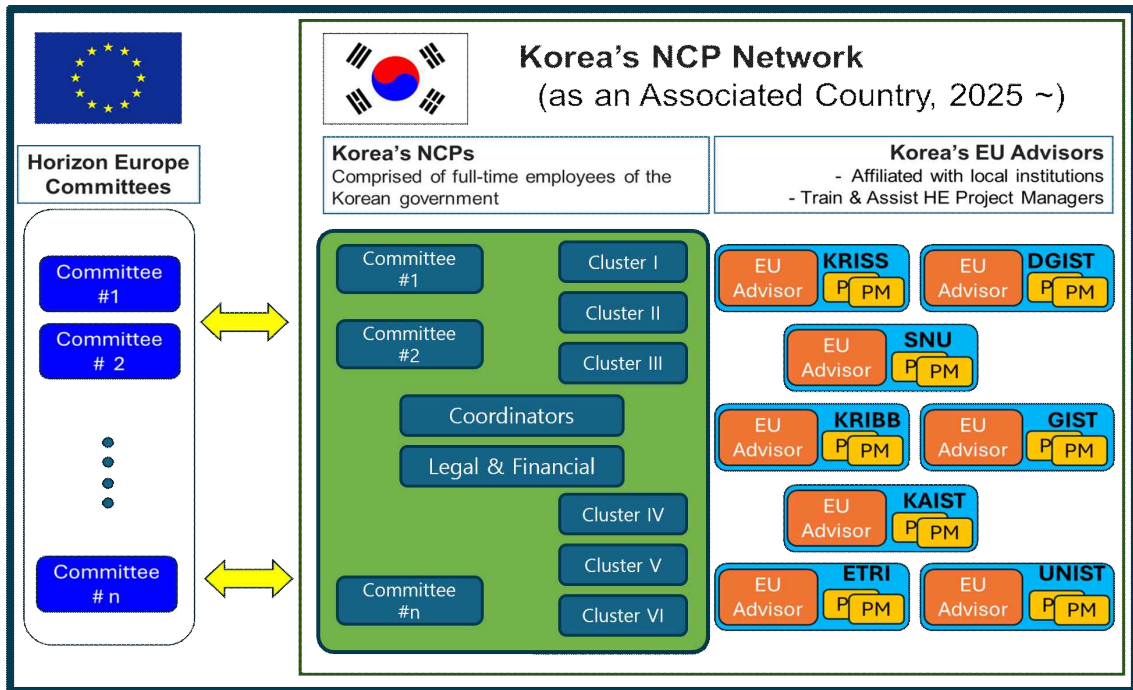 Korea's NCP Network
(as an Associated Country, 2025 ~)
Horizon Europe
Committees
Korea's NCPs
Comprised of full-time employees of the
Korean government
Korea's EU Advisors
- Affiliated with local institutions
- Train & Assist HE Project Managers
Committee
#1
Committee
# 2
Committee
# n
Committee
#1
Committee
#2
Cluster I
Cluster II
Cluster III
Coordinators
Legal & Financial
Cluster IV
Cluster V
Cluster VI
Committee
#n
EU
Advisor
KRISS
P
PM
EU
Advisor
DGIST
P
PM
EU
Advisor
SNU
P
PM
EU
Advisor
KRIBB
P
PM
EU
Advisor
GIST
P
PM
EU
Advisor
KAIST
P
PM
EU
Advisor
ETRI
P
PM
EU
Advisor
UNIST
P
PM